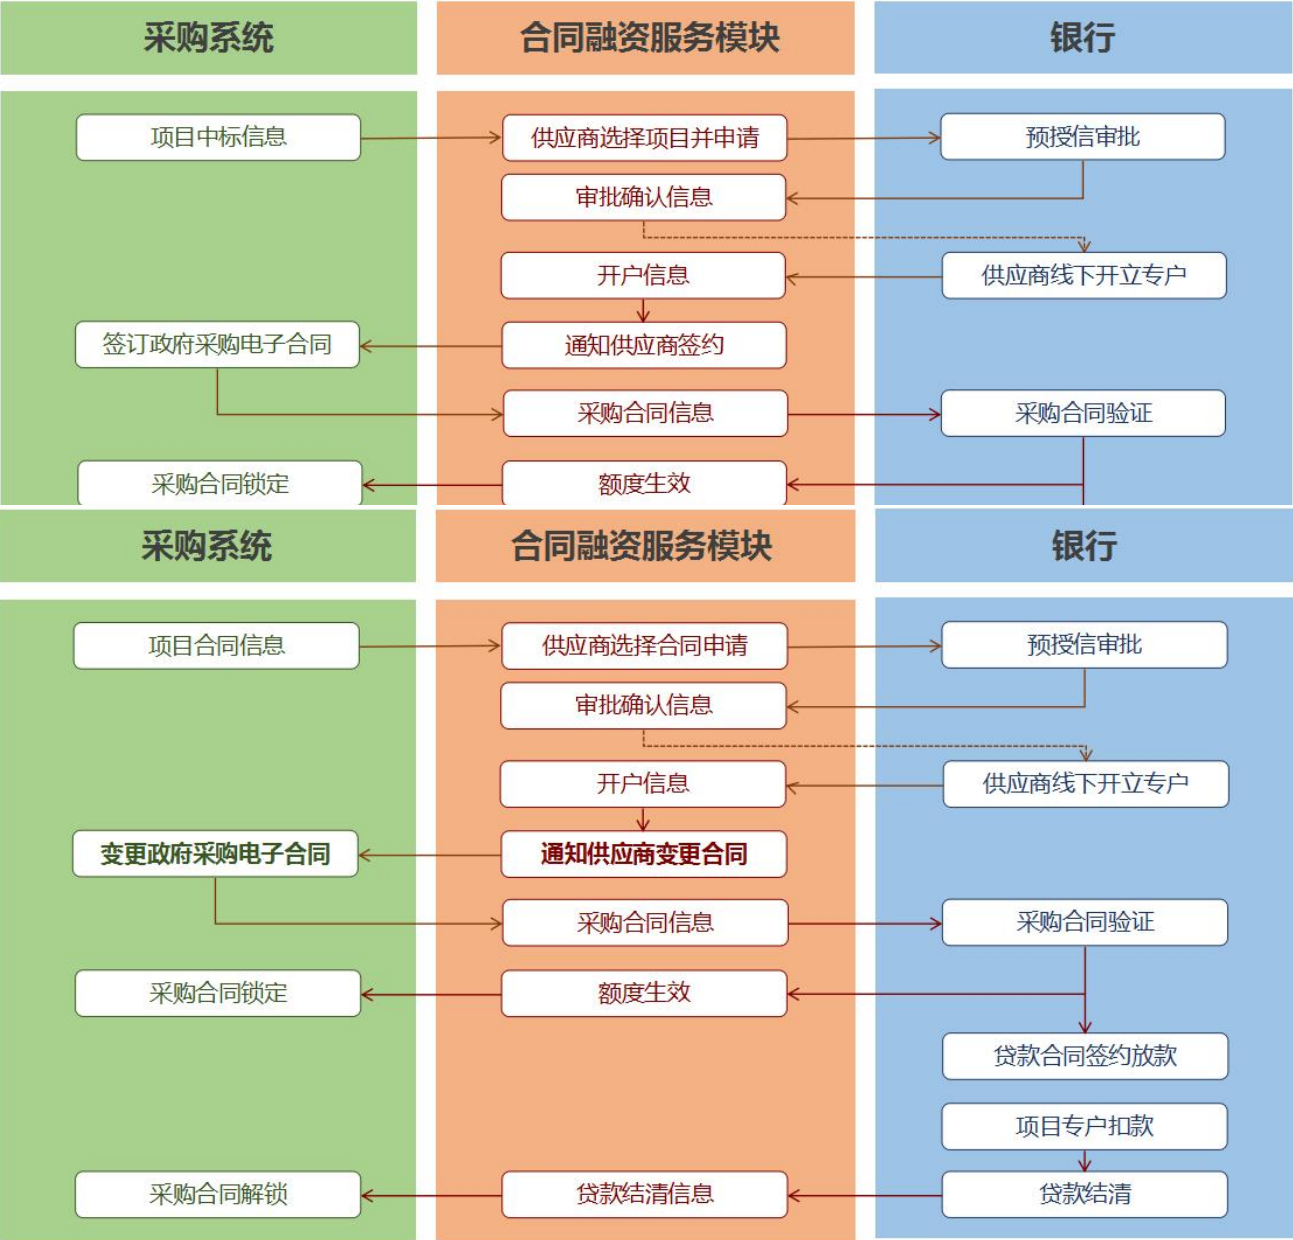 采购系统
合同融资服务模块
银行
项目中标信息
供应商选择项目并申请
预授信审批
审批确认信息
开户信息
供应商线下开立专户
签订政府采购电子合同
通知供应商签约
采购合同信息
采购合同验证
采购合同锁定
额度生效
采购系统
合同融资服务模块
银行
项目合同信息
供应商选择合同申请
预授信审批
审批确认信息
开户信息
供应商线下开立专户
变更政府采购电子合同
通知供应商变更合同
采购合同信息
采购合同验证
采购合同锁定
额度生效
贷款合同签约放款
项目专户扣款
采购合同解锁
贷款结清信息
贷款结清